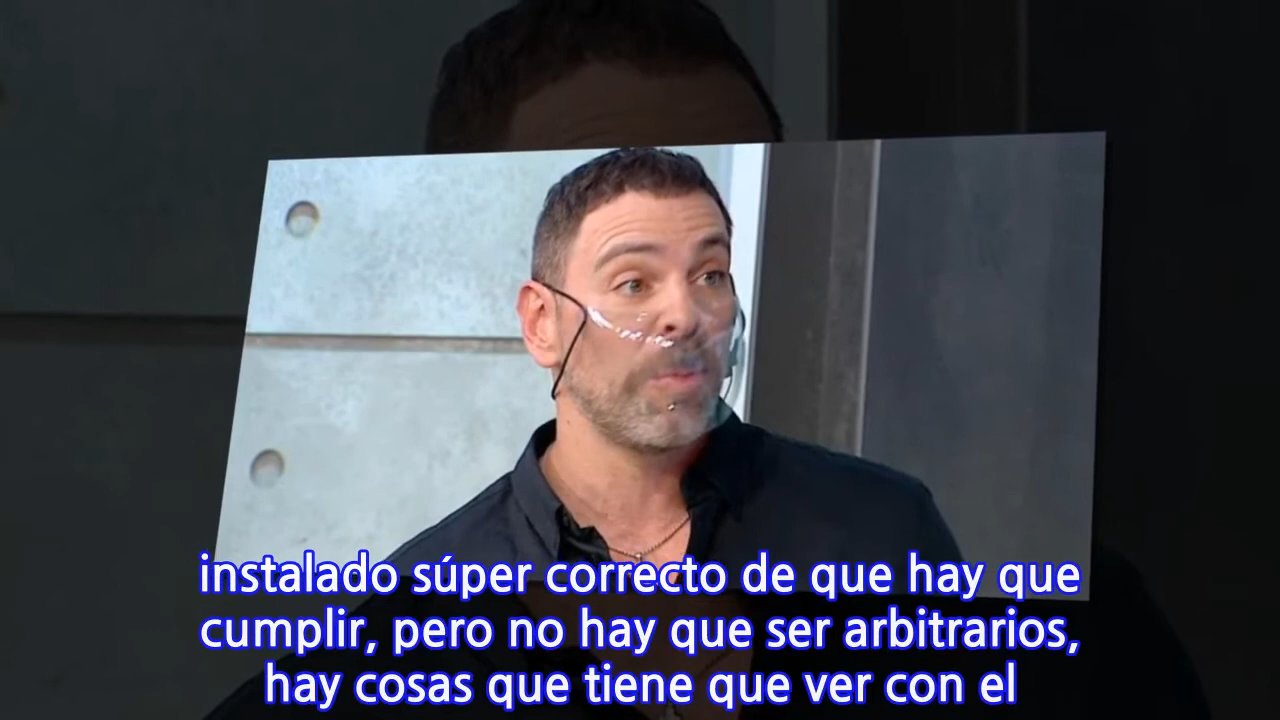 instalado súper correcto de que hay que
cumplir, pero no hay que ser arbitrarios,
hay cosas que tiene que ver con el